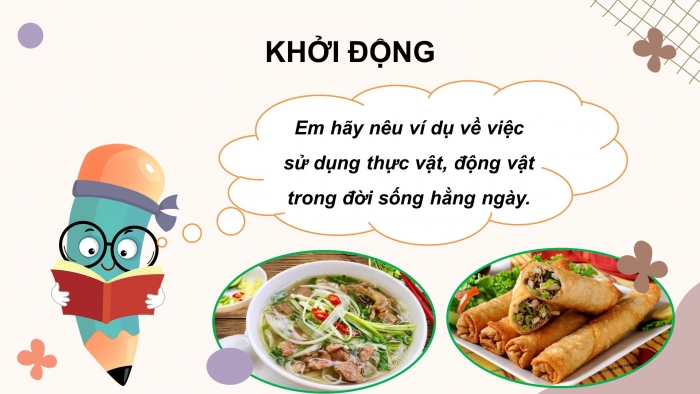 KHỞI ĐỘNG
Em hãy nêu ví dụ về việc
sử dụng thực vật, động vật
trong đời sống hằng ngày.